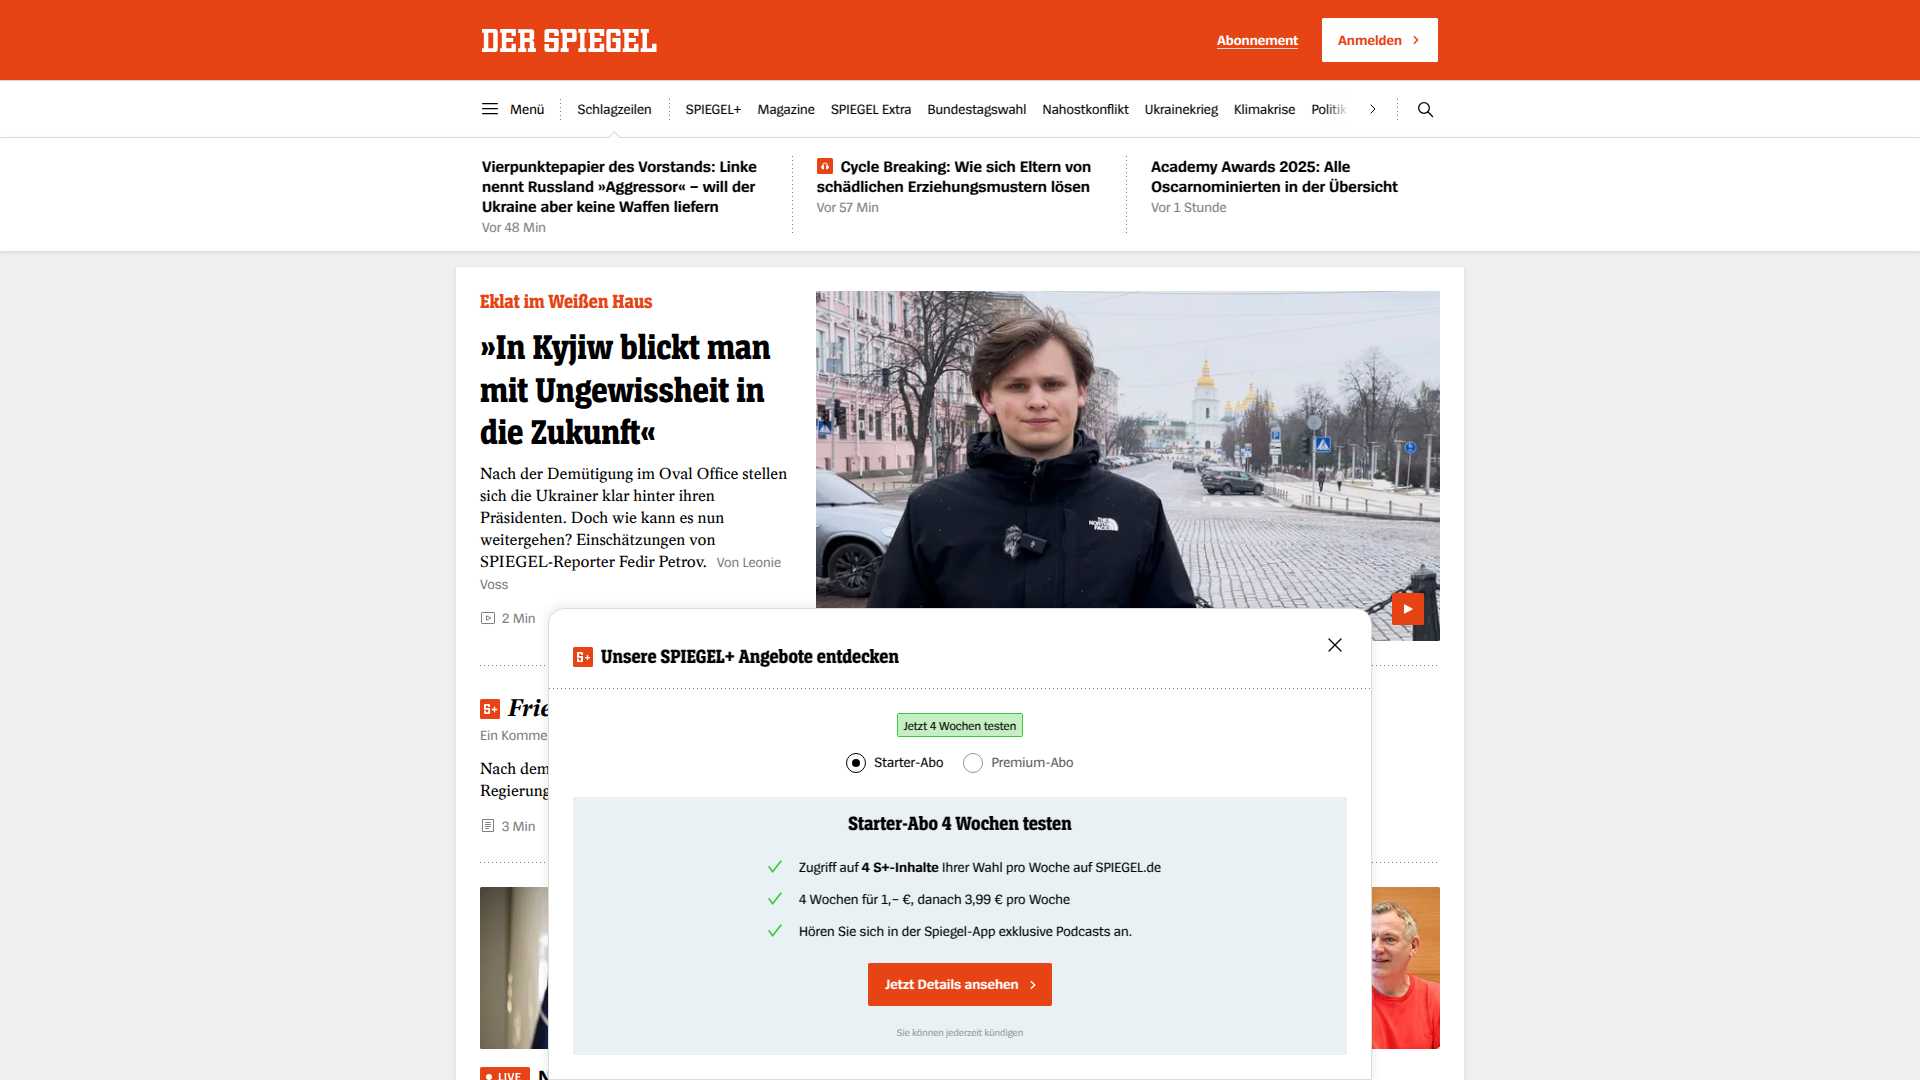 DER SPIEGEL
Abonnement
Anmelden
Menü
Schlagzeilen
SPIEGEL+
Magazine
SPIEGEL Extra
Bundestagswahl
Nahostkonflikt
Ukrainekrieg
Klimakrise
Politik
Vierpunktepapier des Vorstands: Linke
nennt Russland »Aggressor« – will der
Ukraine aber keine Waffen liefern
Vor 48 Min
Cycle Breaking: Wie sich Eltern von
schädlichen Erziehungsmustern lösen
Vor 57 Min
Academy Awards 2025: Alle
Oscarnominierten in der Übersicht
Vor 1 Stunde
Eklat im Weißen Haus
»In Kyjiw blickt man
mit Ungewissheit in
die Zukunft«
Nach der Demütigung im Oval Office stellen
sich die Ukrainer klar hinter ihren
Präsidenten. Doch wie kann es nun
weitergehen? Einschätzungen von
SPIEGEL-Reporter Fedir Petrov. Von Leonie
Voss
2 Min
THE
NORTH
FACE
Unsere SPIEGEL+ Angebote entdecken
Jetzt 4 Wochen testen
Starter-Abo
Premium-Abo
Starter-Abo 4 Wochen testen
Zugriff auf 4 S+-Inhalte Ihrer Wahl pro Woche auf SPIEGEL.de
4 Wochen für 1,– €, danach 3,99 € pro Woche
Hören Sie sich in der Spiegel-App exklusive Podcasts an.
Jetzt Details ansehen
Sie können jederzeit kündigen
Frie
Ein Komme
Nach dem
Regierung
3 Min
LIVE